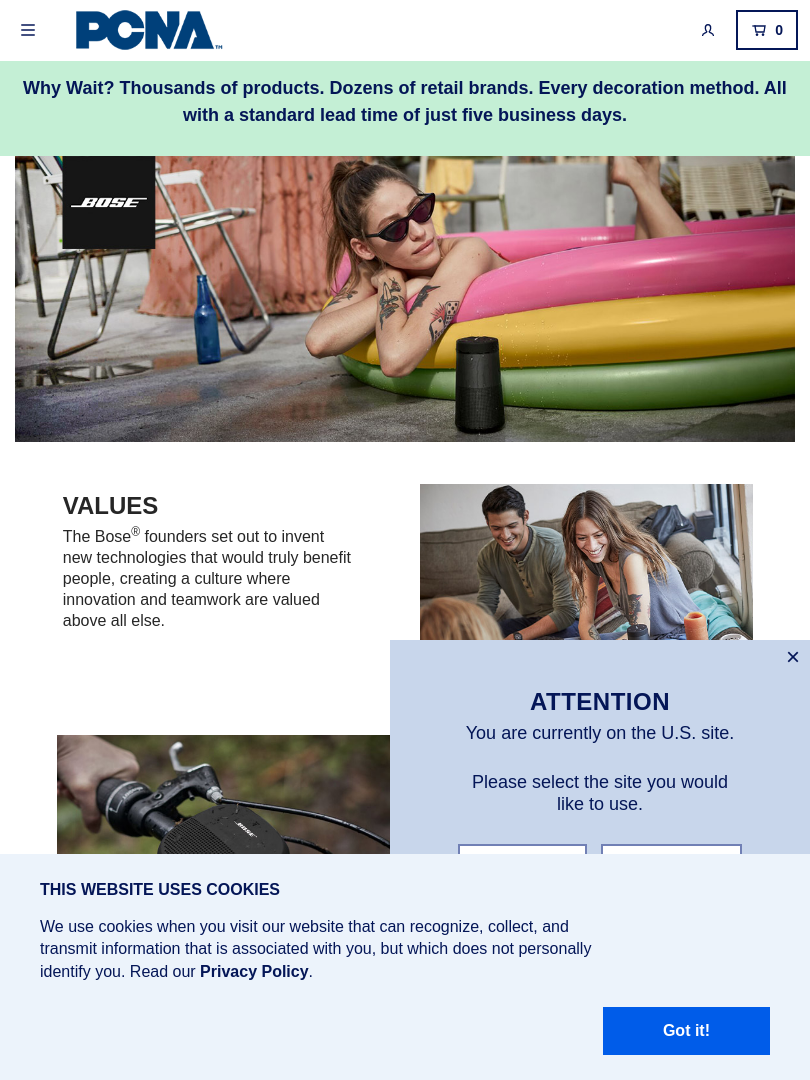 PCNA™
0
Why Wait? Thousands of products. Dozens of retail brands. Every decoration method. All
with a standard lead time of just five business days.
BOSE
VALUES
The Bose® founders set out to invent
new technologies that would truly benefit
people, creating a culture where
innovation and teamwork are valued
above all else.
ATTENTION
You are currently on the U.S. site.
Please select the site you would
like to use.
BOSE
THIS WEBSITE USES COOKIES
We use cookies when you visit our website that can recognize, collect, and
transmit information that is associated with you, but which does not personally
identify you. Read our Privacy Policy.
Got it!